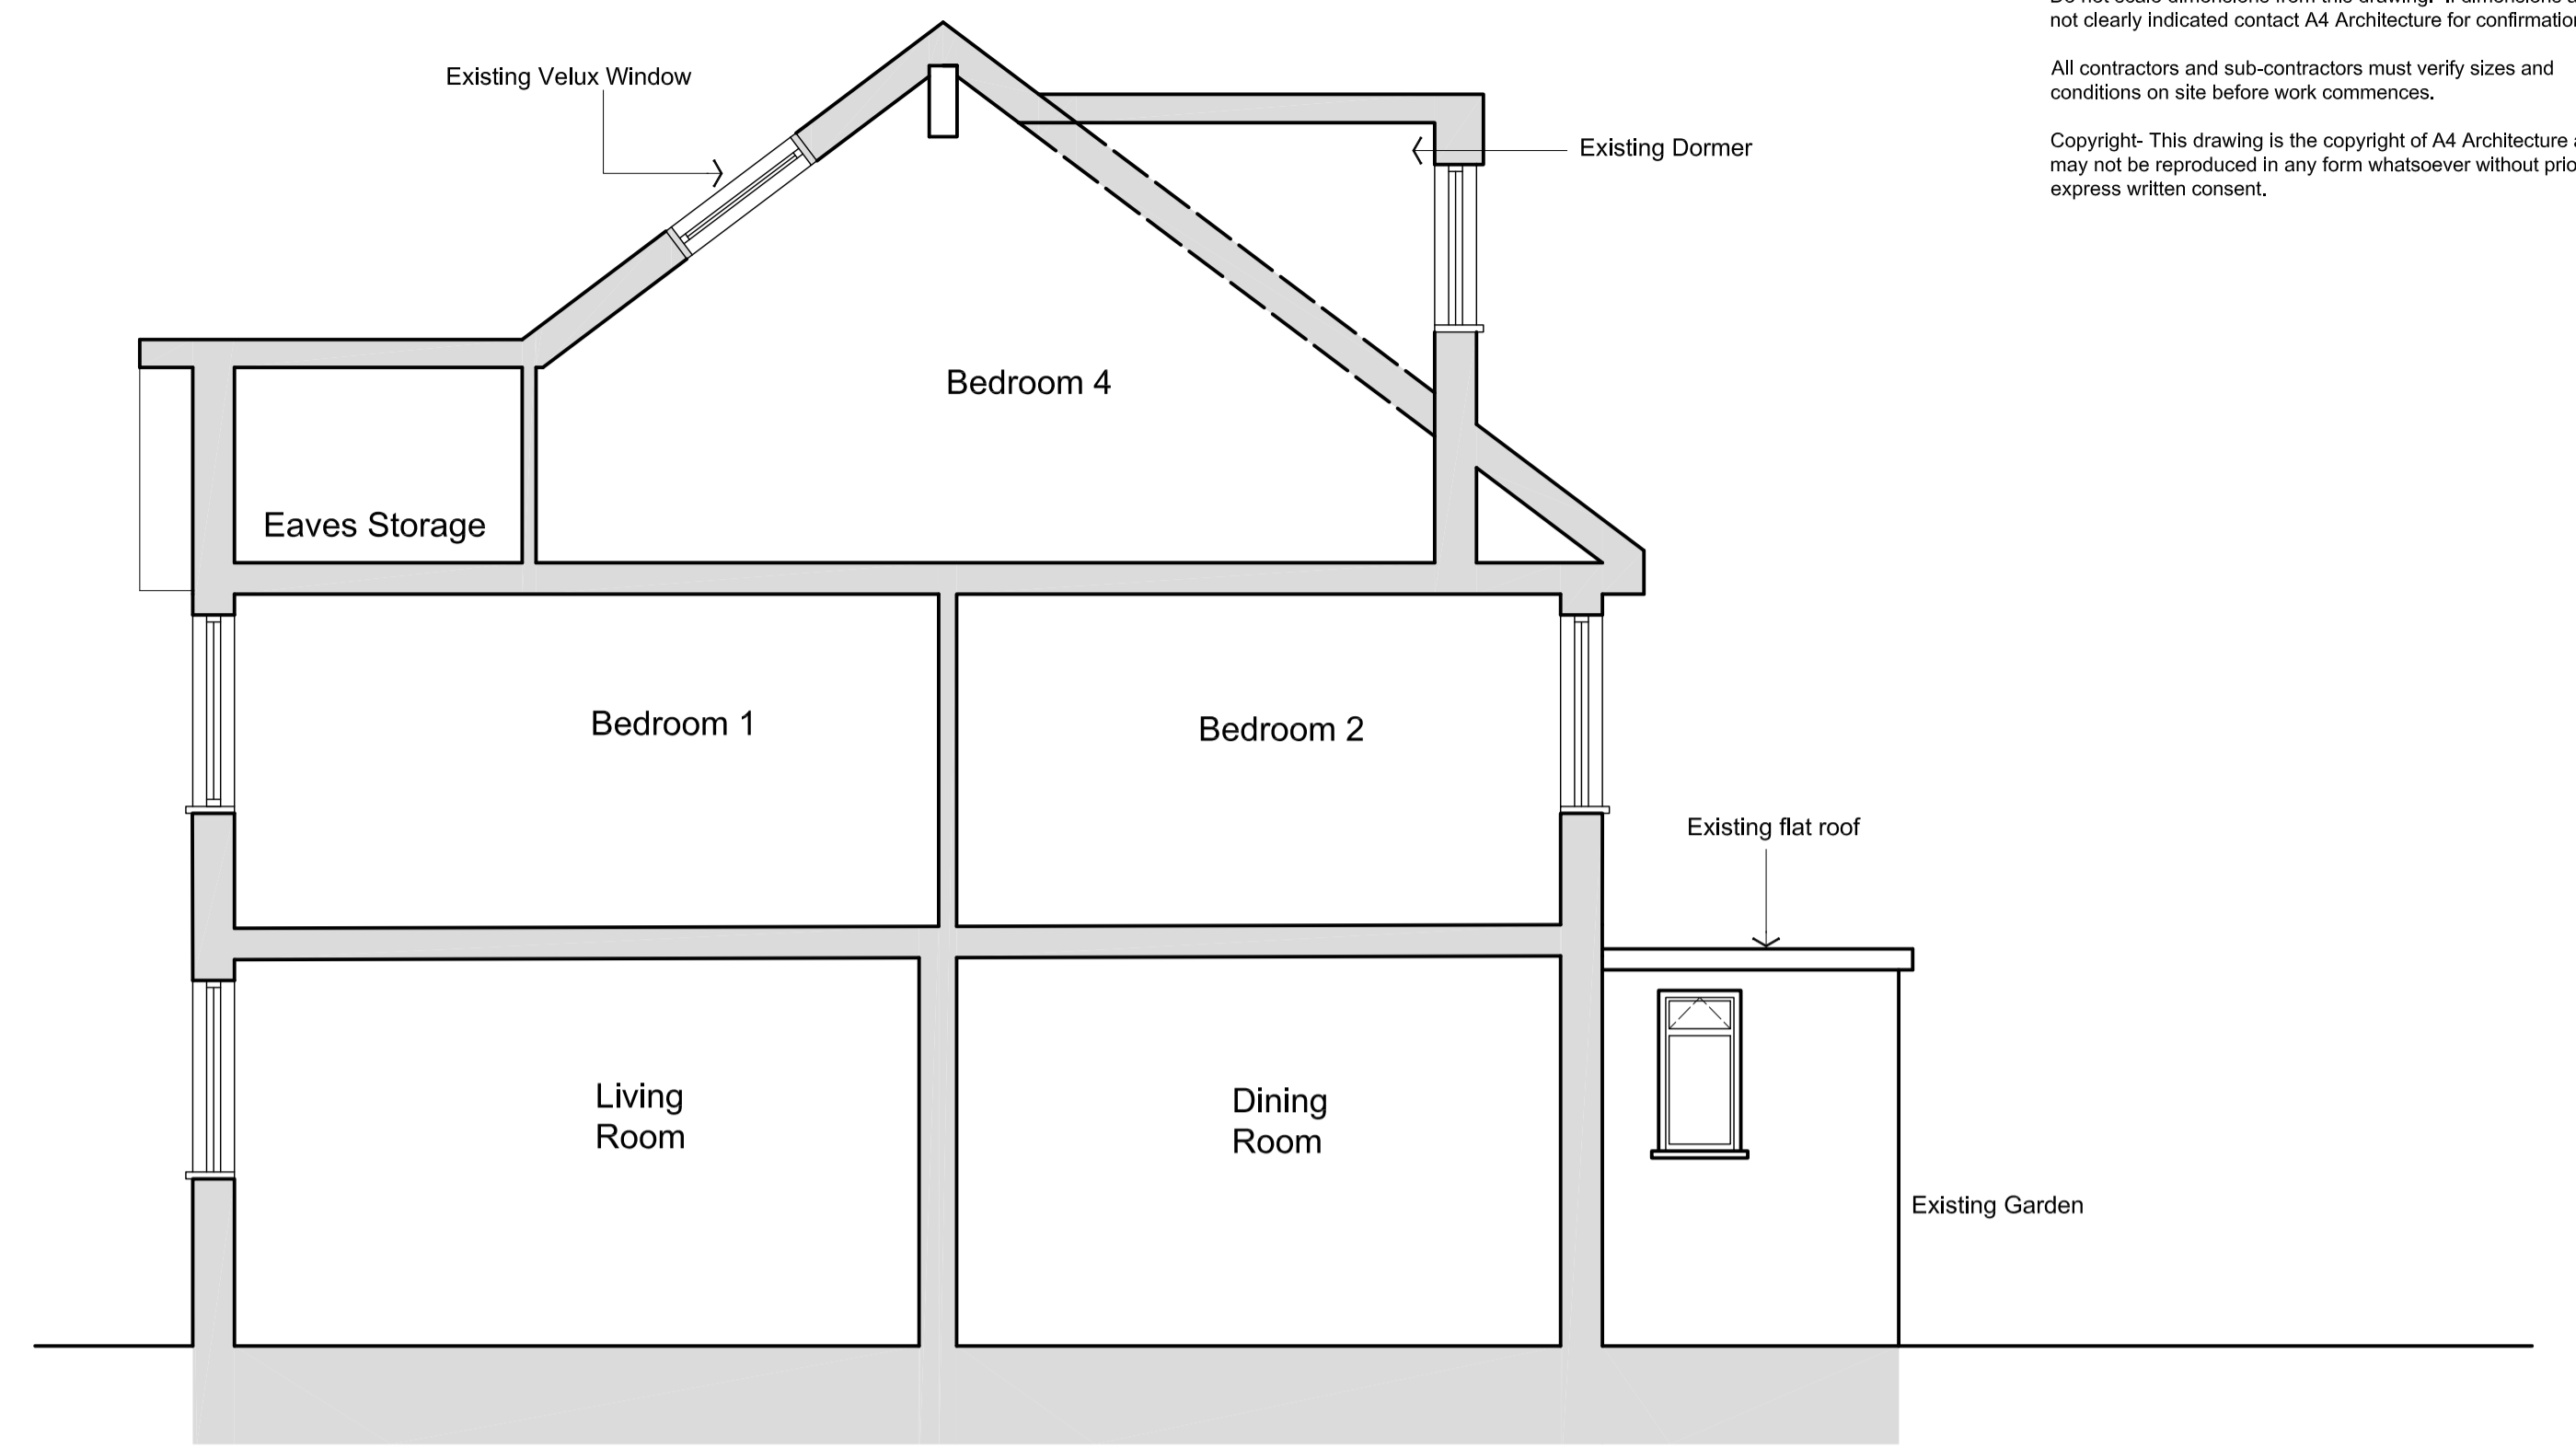 not clearly indicated contact A4 Architecture for
All contractors and sub-contractors must verify sizes and
conditions on site before work commences.
Copyright- This drawing is the copyright of A4 Architecture
may not be reproduced in any form whatsoever without
express written consent.
Existing Velux Window
Existing Dormer
Bedroom 4
Eaves Storage
Bedroom 1
Bedroom 2
Existing flat roof
Living
Room
Dining
Room
Existing Garden